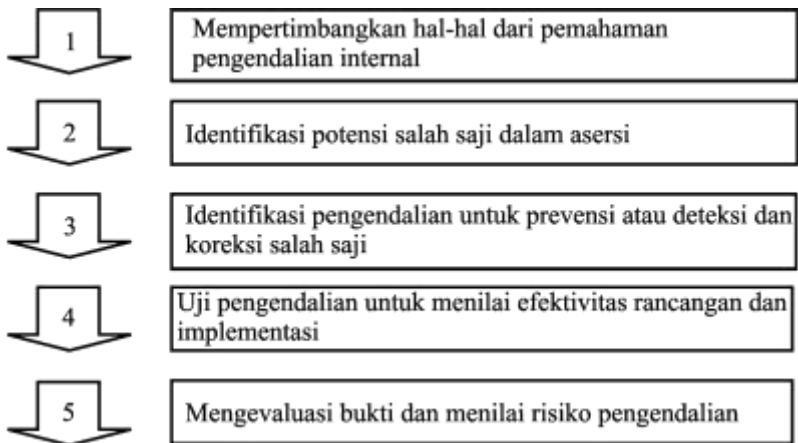 1
Mempertimbangkan hal-hal dari pemahaman
pengendalian internal
2
Identifikasi potensi salah saji dalam asersi
3
Identifikasi pengendalian untuk prevensi atau deteksi dan
koreksi salah saji
4
Uji pengendalian untuk menilai efektivitas rancangan dan
implementasi
5
Mengevaluasi bukti dan menilai risiko pengendalian